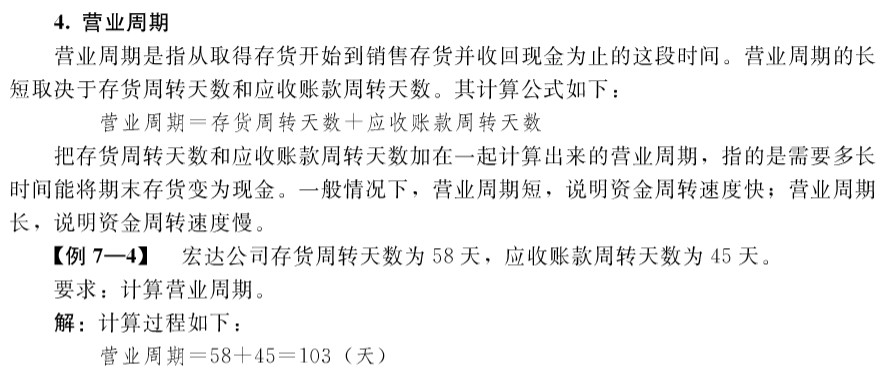 4. 营业周期
营业周期是指从取得存货开始到销售存货并收回现金为止的这段时间。营业周期的长
短取决于存货周转天数和应收账款周转天数。其计算公式如下：
营业周期＝存货周转天数＋应收账款周转天数
把存货周转天数和应收账款周转天数加在一起计算出来的营业周期，指的是需要多长
时间能将期末存货变为现金。一般情况下，营业周期短，说明资金周转速度快；营业周期
长，说明资金周转速度慢。
【例 7—4】 宏达公司存货周转天数为 58 天，应收账款周转天数为 45 天。
要求：计算营业周期。
解：计算过程如下：
营业周期＝58＋45＝103（天）